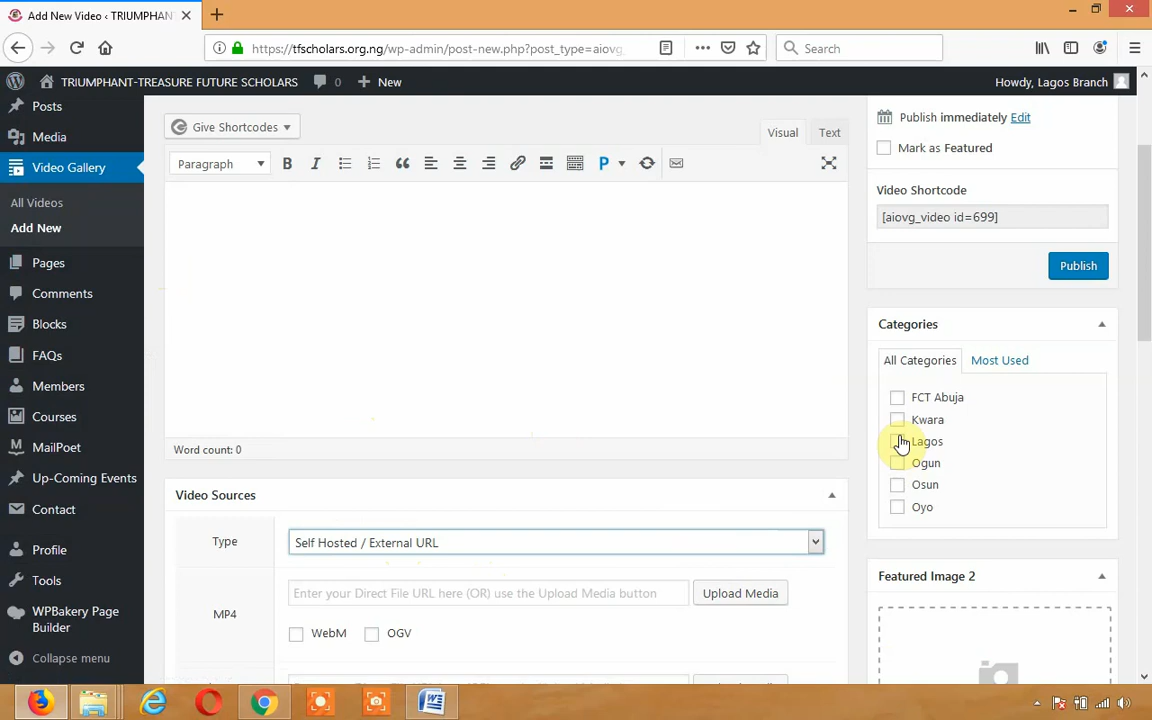 Add New Video ‹ TRIUMPHANT-
https://tfscholars.org.ng/wp-admin/post-new.php?post_type=aiovg_
Search
TRIUMPHANT-TREASURE FUTURE SCHOLARS
0
New
Howdy, Lagos Branch
Posts
Media
Video Gallery
All Videos
Add New
Pages
Comments
Blocks
FAQs
Members
Courses
MailPoet
Up-Coming Events
Contact
Profile
Tools
WPBakery Page
Builder
Collapse menu
Give Shortcodes
Visual
Text
Paragraph
B
I
P
Word count: 0
Video Sources
Type
Self Hosted / External URL
MP4
Enter your Direct File URL here (OR) use the Upload Media button
Upload Media
WebM
OGV
Publish immediately Edit
Mark as Featured
Video Shortcode
[aiovg_video id=699]
Publish
Categories
All Categories
Most Used
FCT Abuja
Kwara
Lagos
Ogun
Osun
Oyo
Featured Image 2